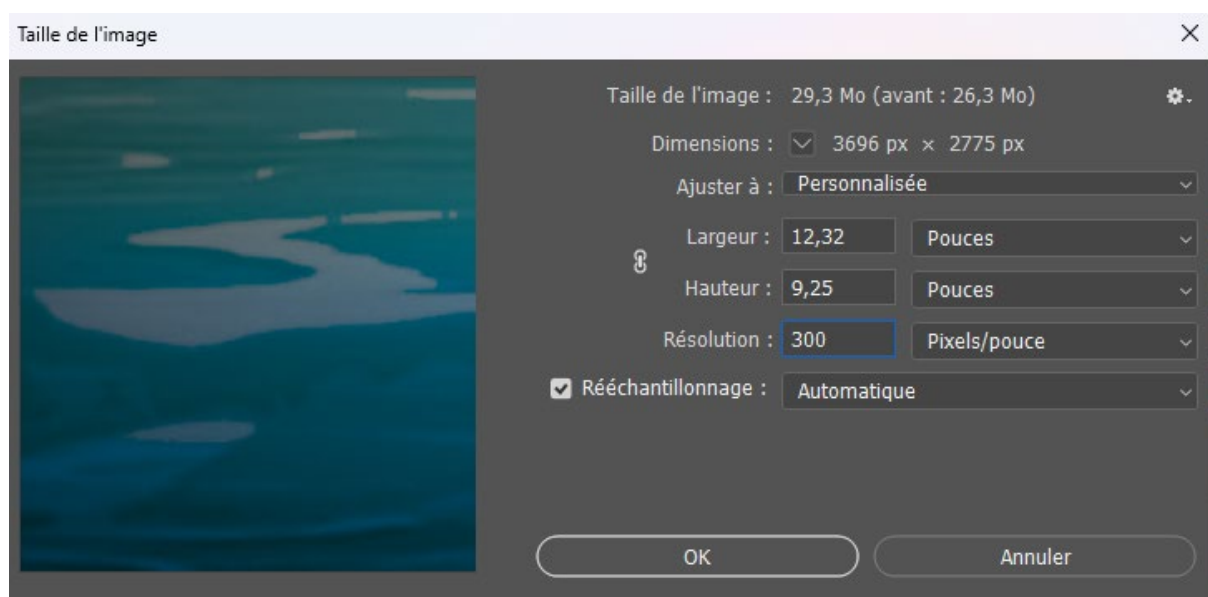 Taille de l'image
Taille de l'image : 29,3 Mo (avant : 26,3 Mo)
Dimensions : 3696 px × 2775 px
Ajuster à : Personnalisée
Largeur : 12,32 Pouces
Hauteur : 9,25 Pouces
Résolution : 300 Pixels/pouce
Rééchantillonnage : Automatique
OK Annuler